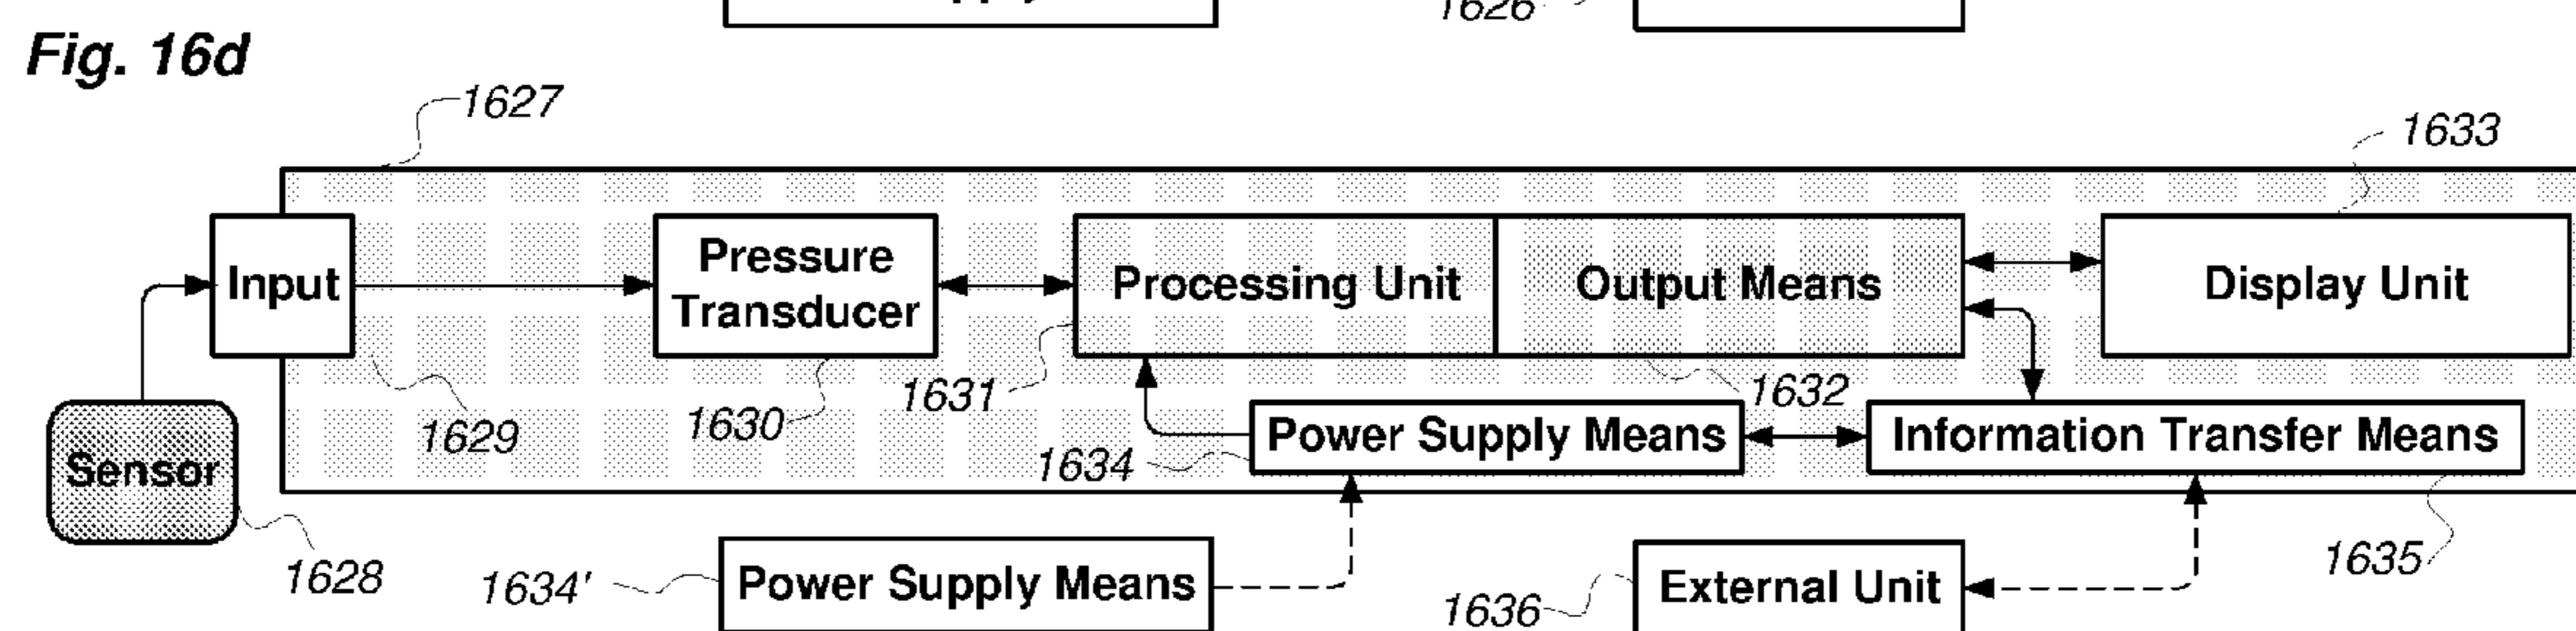 1626
Fig. 16d
1627
1633
Input
Pressure
Transducer
Processing Unit
Output Means
Display Unit
1629
1630
1631
1632
Sensor
1634
Power Supply Means
Information Transfer Means
1628
1634'
Power Supply Means
1636
External Unit
1635